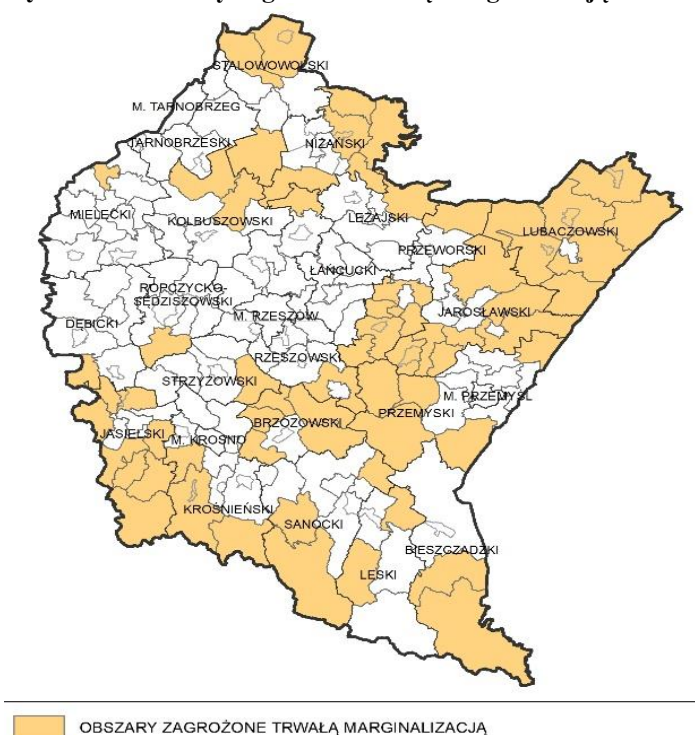 STALOWOWOLSKI
M. TARNOBRZEG
TARNOBRZESKI
NIŻAŃSKI
MIELECKI
KOLBUSZOWSKI
LEŻAJSKI
LUBACZOWSKI
PRZEWORSKI
ŁAŃCUCKI
ROPCZYCKO-
SĘDZISZOWSKI
JAROSŁAWSKI
DĘBICKI
M. RZESZÓW
RZESZOWSKI
STRZYŻOWSKI
M. PRZEMYŚL
PRZEMYSKI
BRZOZOWSKI
JASIELSKI
M. KROSNO
KROŚNIEŃSKI
SANOCKI
BIESZCZADZKI
LESKI
OBSZARY ZAGROŻONE TRWAŁĄ MARGINALIZACJĄ